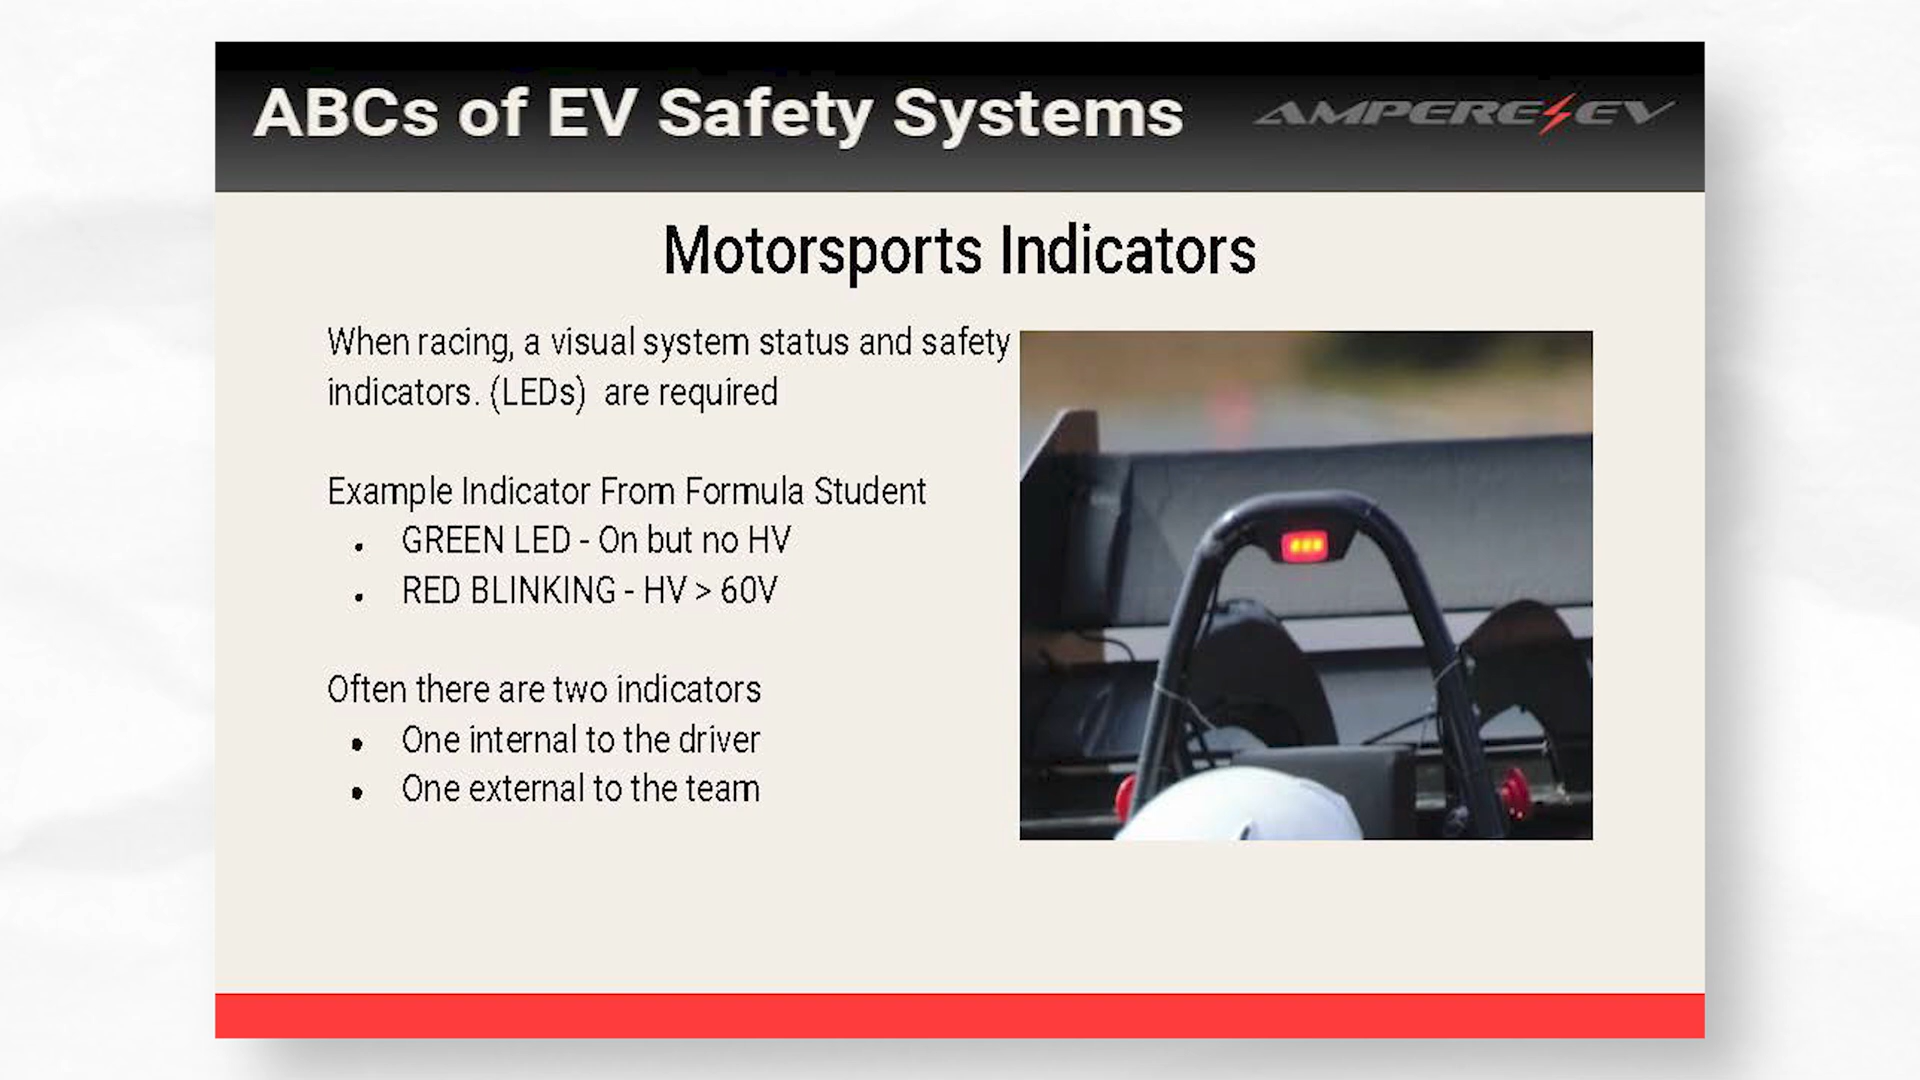 ABCs of EV Safety Systems
AMPERE EV
Motorsports Indicators
When racing, a visual system status and safety
indicators. (LEDs) are required
Example Indicator From Formula Student
• GREEN LED - On but no HV
• RED BLINKING - HV > 60V
Often there are two indicators
• One internal to the driver
• One external to the team